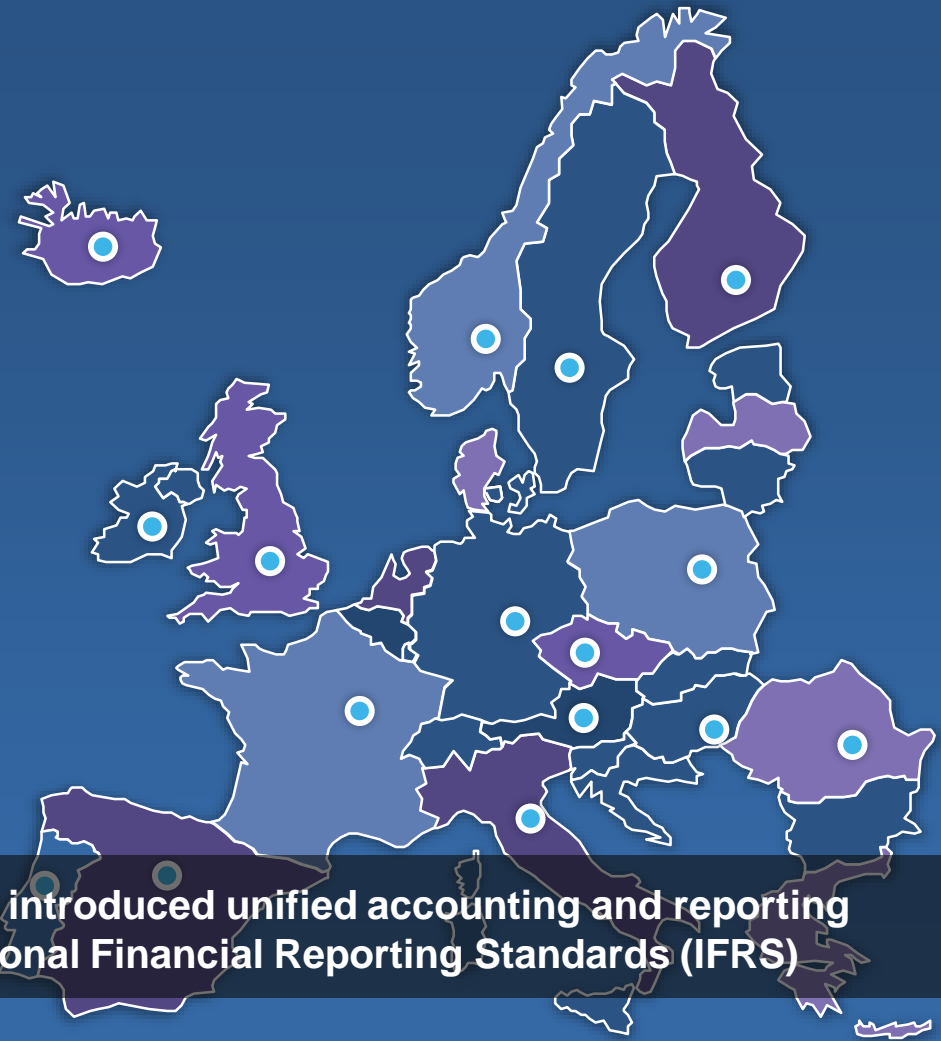 introduced unified accounting and reporting
onal Financial Reporting Standards (IFRS)